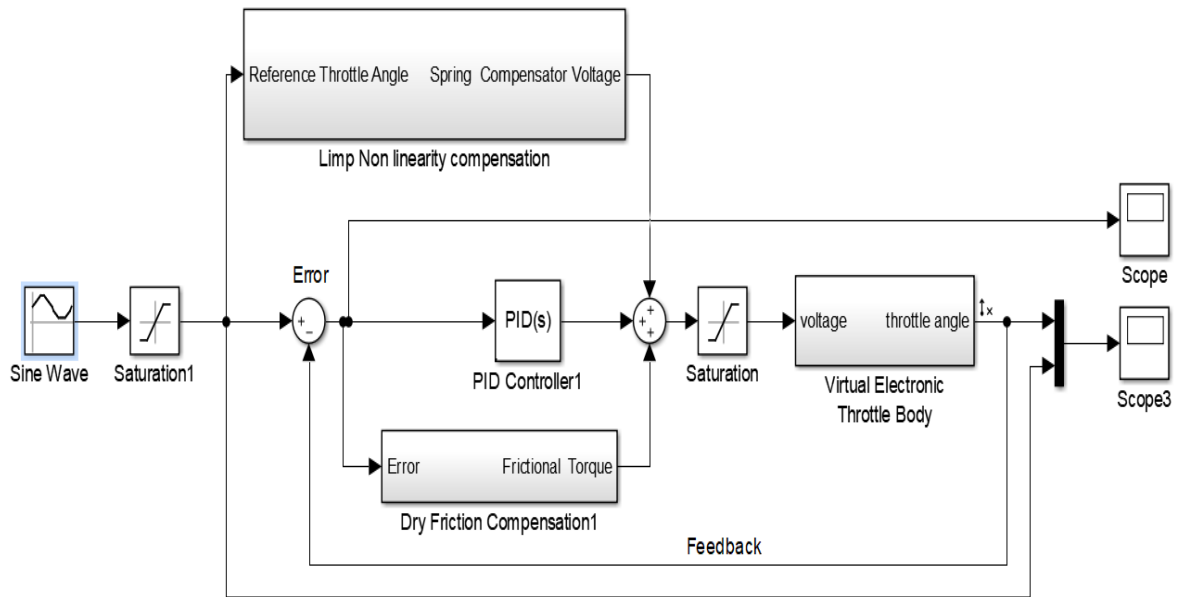 Reference Throttle Angle Spring Compensator Voltage
Limp Non linearity compensation
Scope
Error
Sine Wave
Saturation1
PID(s)
PID Controller1
Saturation
voltage throttle angle
Virtual Electronic
Throttle Body
Scope3
Error Frictional Torque
Dry Friction Compensation1
Feedback